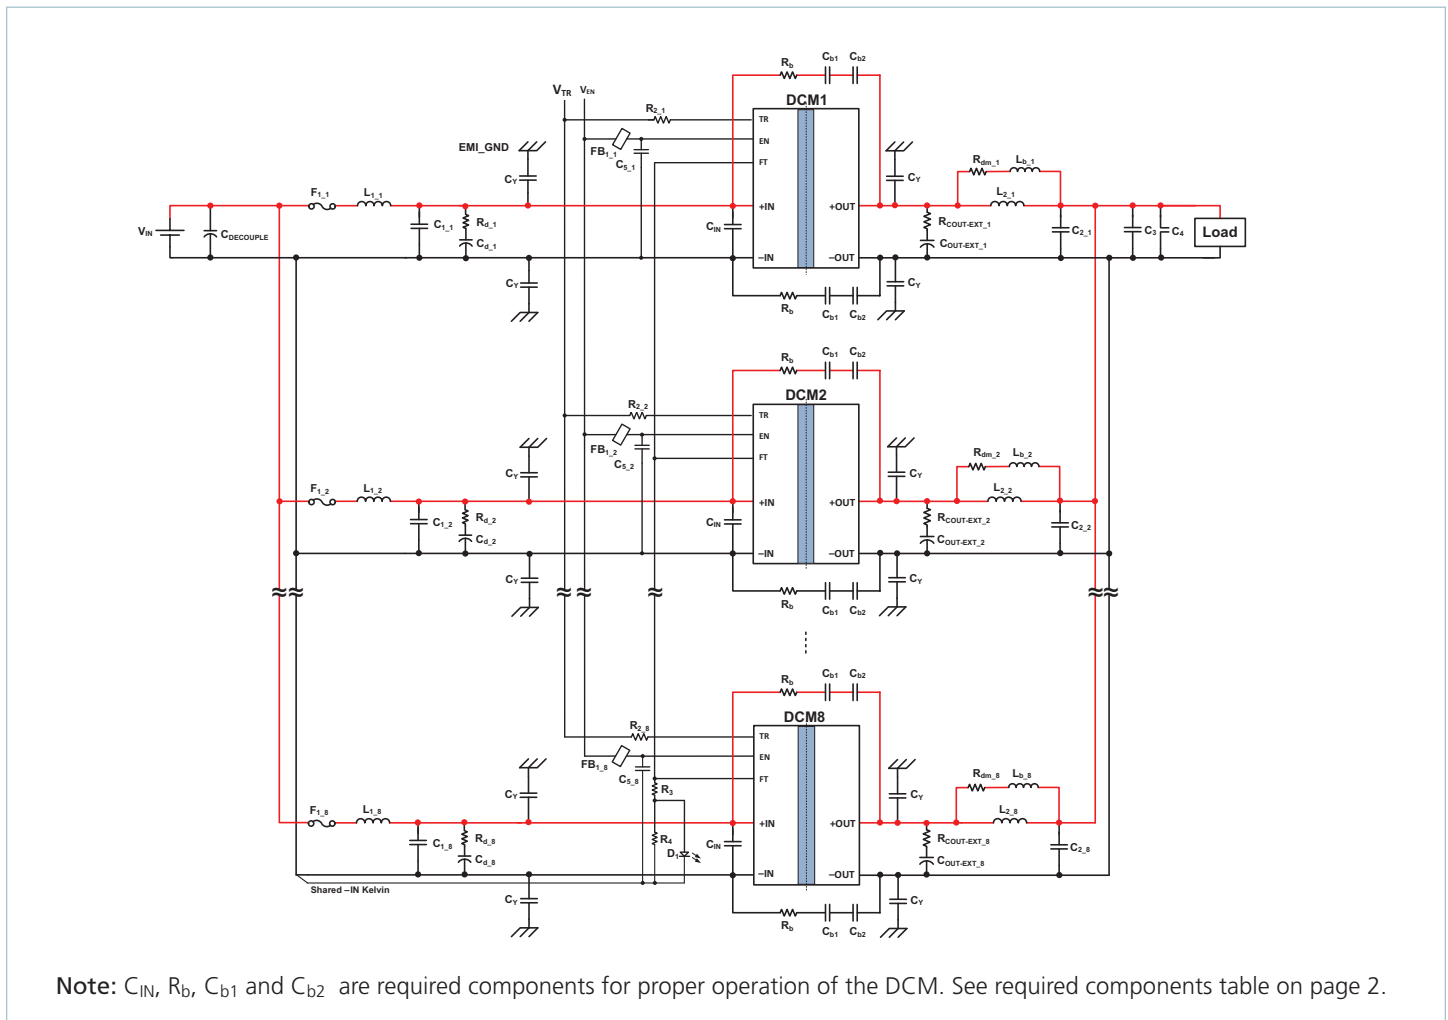 Rb Cb1 Cb2
VTR VEN
DCM1
R2_1
TR
EN
FT
FB1_1
C5_1
EMI_GND
CY
CY
Rdm_1 Lb_1
L2_1
F1_1 L1_1
VIN
CDECOUPLE
C1_1
Rd_1
Cd_1
+IN
+OUT
CIN
RCOUT-EXT_1
COUT-EXT_1
C2_1
C3
C4
Load
–IN
–OUT
CY
CY
Rb
Cb1 Cb2
Rb Cb1 Cb2
DCM2
R2_2
TR
EN
FT
FB1_2
C5_2
CY
CY
Rdm_2 Lb_2
L2_2
F1_2 L1_2
C1_2
Rd_2
Cd_2
+IN
+OUT
CIN
RCOUT-EXT_2
COUT-EXT_2
C2_2
–IN
–OUT
CY
CY
Rb
Cb1 Cb2
Rb Cb1 Cb2
DCM8
R2_8
TR
EN
FT
FB1_8
C5_8
R3
CY
CY
Rdm_8 Lb_8
L2_8
F1_8 L1_8
C1_8
Rd_8
Cd_8
R4
D1
+IN
+OUT
CIN
RCOUT-EXT_8
COUT-EXT_8
C2_8
–IN
–OUT
Shared –IN Kelvin
CY
CY
Rb
Cb1 Cb2
Note: CIN, Rb, Cb1 and Cb2 are required components for proper operation of the DCM. See required components table on page 2.